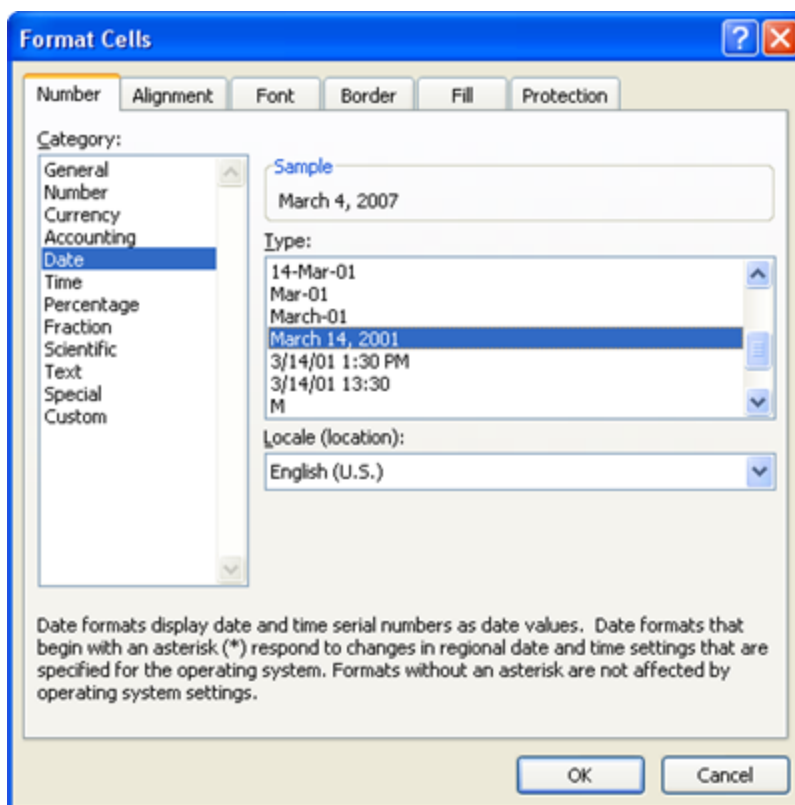 Format Cells
Number Alignment Font Border Fill Protection
Category:
General
Number
Currency
Accounting
Date
Time
Percentage
Fraction
Scientific
Text
Special
Custom
Sample
March 4, 2007
Type:
14-Mar-01
Mar-01
March-01
March 14, 2001
3/14/01 1:30 PM
3/14/01 13:30
M
Locale (location):
English (U.S.)
Date formats display date and time serial numbers as date values.  Date formats that
begin with an asterisk (*) respond to changes in regional date and time settings that are
specified for the operating system. Formats without an asterisk are not affected by
operating system settings.
OK Cancel